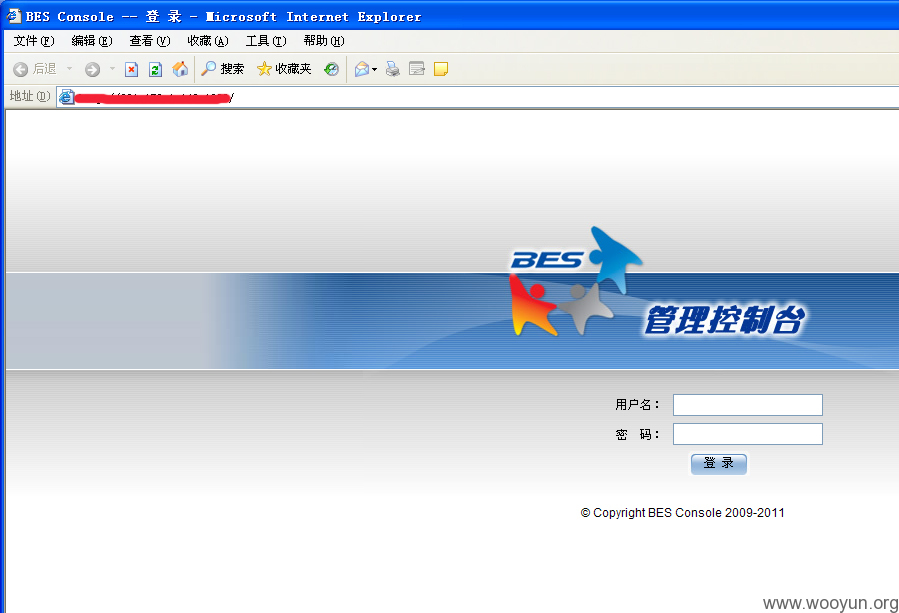 BES Console -- 登 录 - Microsoft Internet Explorer
文件(F) 编辑(E) 查看(V) 收藏(A) 工具(T) 帮助(H)
后退 搜索 收藏夹
地址(D)
BES
管理控制台
用户名：
密 码：
登 录
© Copyright BES Console 2009-2011
www.wooyun.org